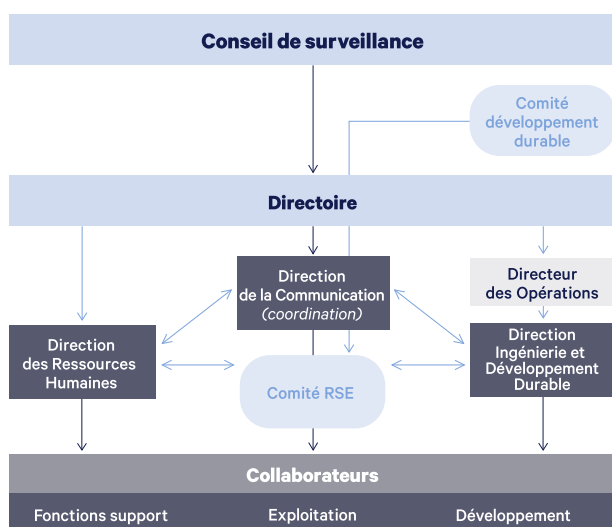 Conseil de surveillance
Comité
développement
durable
Directoire
Direction
de la Communication
(coordination)
Directeur
des Opérations
Direction
des Ressources
Humaines
Direction
Ingénierie et
Développement
Durable
Comité RSE
Collaborateurs
Fonctions support
Exploitation
Développement